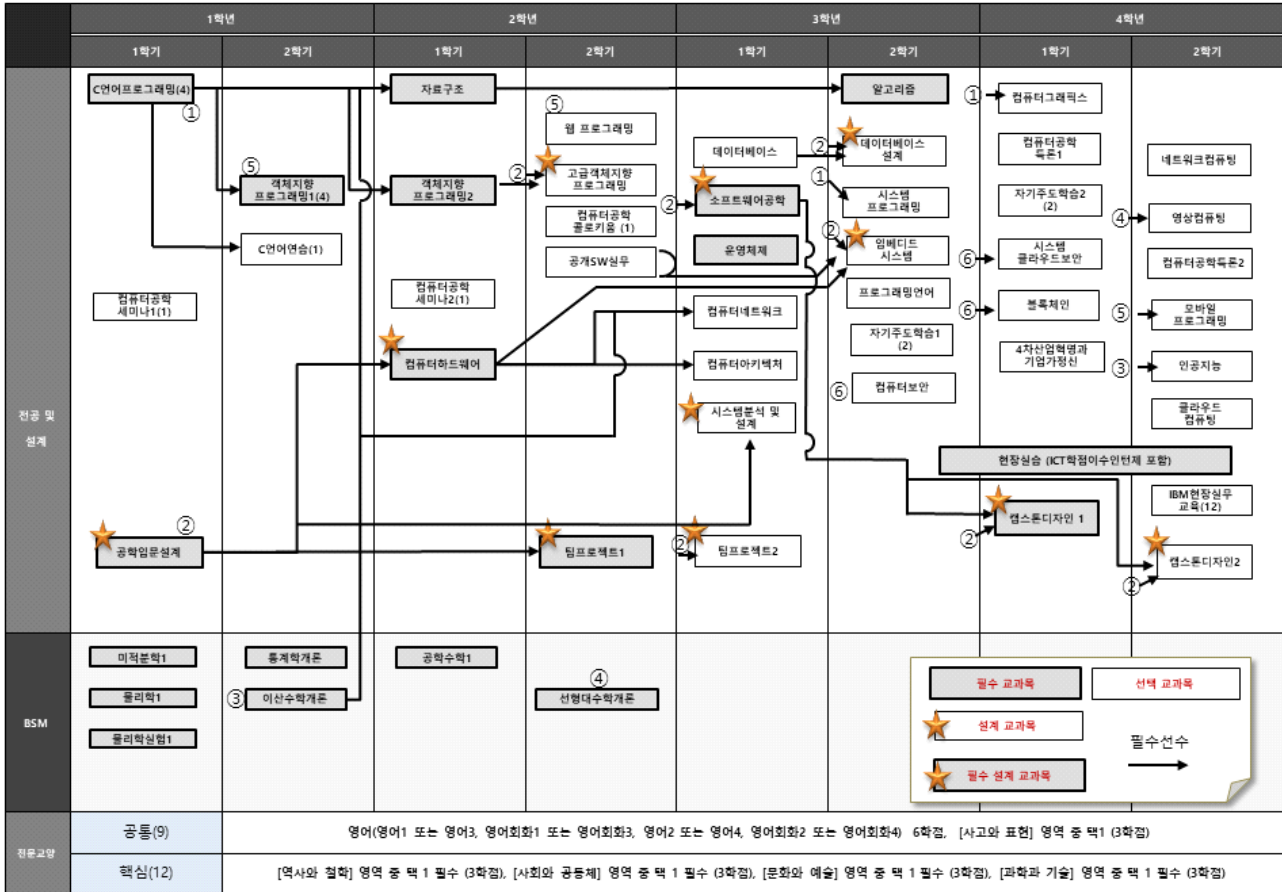 1학년
2학년
3학년
4학년
1학기
2학기
1학기
2학기
1학기
2학기
1학기
2학기
전공 및
설계
C언어프로그래밍(4)
①
⑤
객체지향
프로그래밍1(4)
C언어연습(1)
컴퓨터공학
세미나1(1)
②
공학입문설계
자료구조
객체지향
프로그래밍2
컴퓨터공학
세미나2(1)
컴퓨터하드웨어
⑤
웹 프로그래밍
②
고급객체지향
프로그래밍
컴퓨터공학
콜로키움 (1)
공개SW실무
팀프로젝트1
데이터베이스
②
소프트웨어공학
운영체제
컴퓨터네트워크
컴퓨터아키텍처
시스템분석 및
설계
②
팀프로젝트2
알고리즘
②
데이터베이스
설계
①
시스템
프로그래밍
②
임베디드
시스템
프로그래밍언어
자기주도학습1
(2)
⑥
컴퓨터보안
①
컴퓨터그래픽스
컴퓨터공학
특론1
자기주도학습2
(2)
⑥
시스템
클라우드보안
⑥
블록체인
4차산업혁명과
기업가정신
현장실습 (ICT학점이수인턴제 포함)
②
캡스톤디자인 1
네트워크컴퓨팅
④
영상컴퓨팅
컴퓨터공학특론2
⑤
모바일
프로그래밍
③
인공지능
클라우드
컴퓨팅
IBM현장실무
교육(12)
②
캡스톤디자인2
BSM
미적분학1
물리학1
물리학실험1
통계학개론
③
이산수학개론
공학수학1
④
선형대수학개론
필수 교과목
선택 교과목
설계 교과목
필수선수
필수 설계 교과목
전문교양
공통(9)
영어(영어1 또는 영어3, 영어회화1 또는 영어회화3, 영어2 또는 영어4, 영어회화2 또는 영어회화4) 6학점, [사고와 표현] 영역 중 택1 (3학점)
핵심(12)
[역사와 철학] 영역 중 택 1 필수 (3학점), [사회와 공동체] 영역 중 택 1 필수 (3학점), [문화와 예술] 영역 중 택 1 필수 (3학점), [과학과 기술] 영역 중 택 1 필수 (3학점)